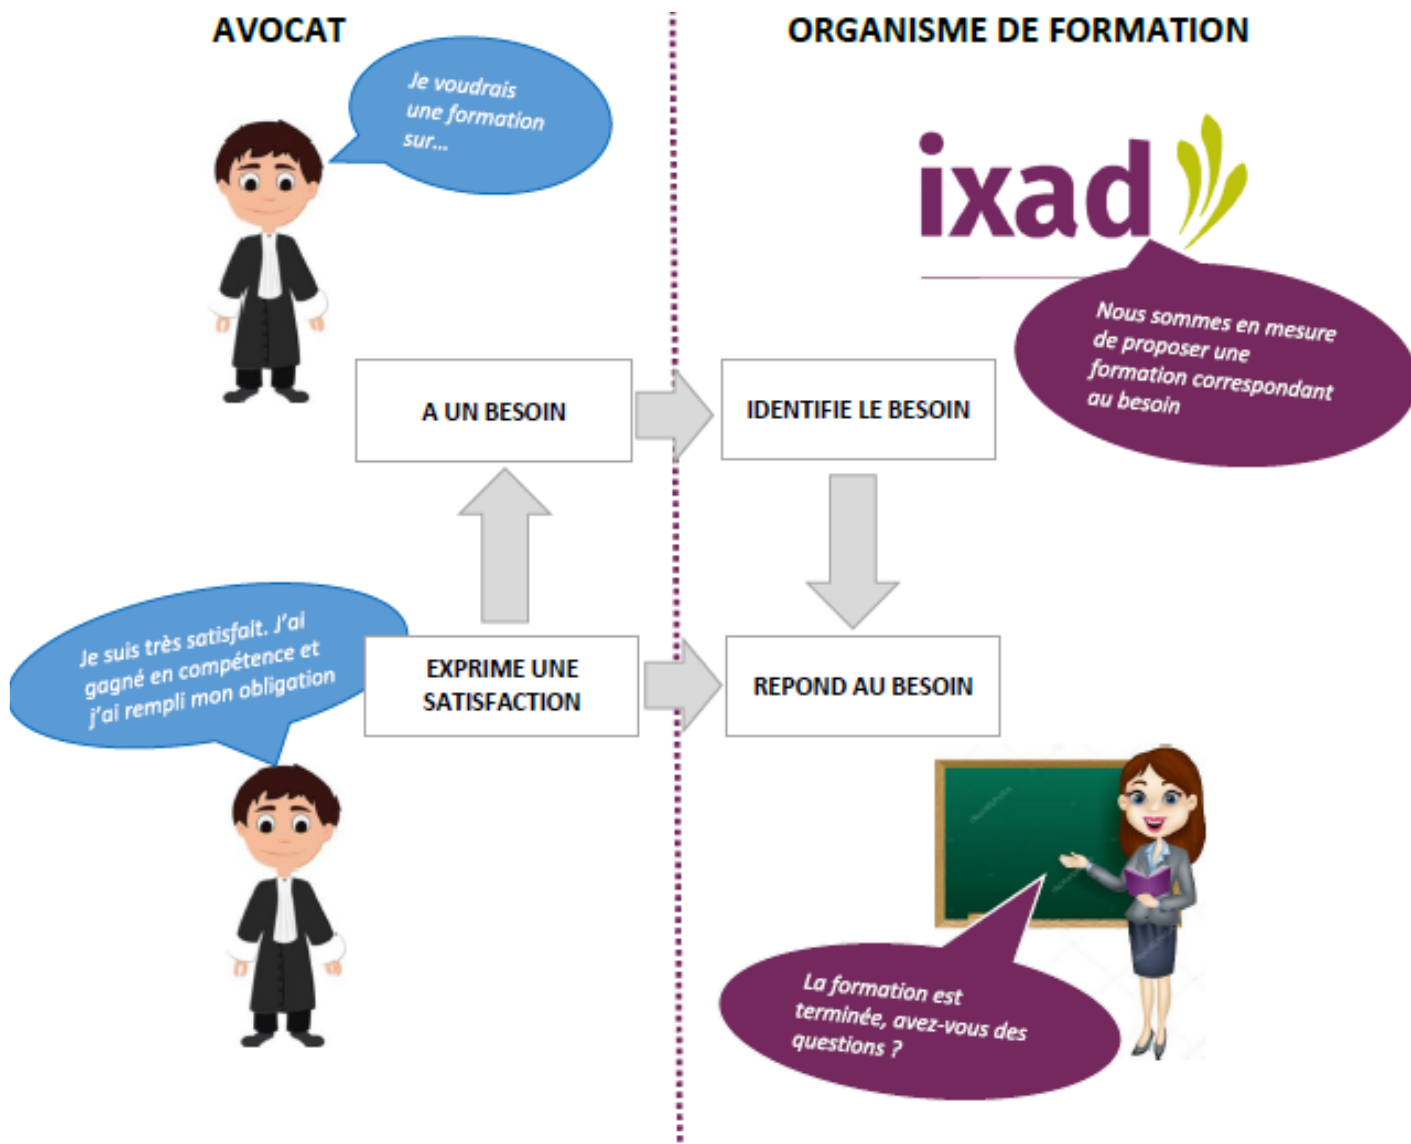 AVOCAT
ORGANISME DE FORMATION
Je voudrais
une formation
sur...
ixad
Nous sommes en mesure
de proposer une
formation correspondant
au besoin
A UN BESOIN
IDENTIFIE LE BESOIN
Je suis très satisfait. J'ai
gagné en compétence et
j'ai rempli mon obligation
EXPRIME UNE
SATISFACTION
REPOND AU BESOIN
La formation est
terminée, avez-vous des
questions ?